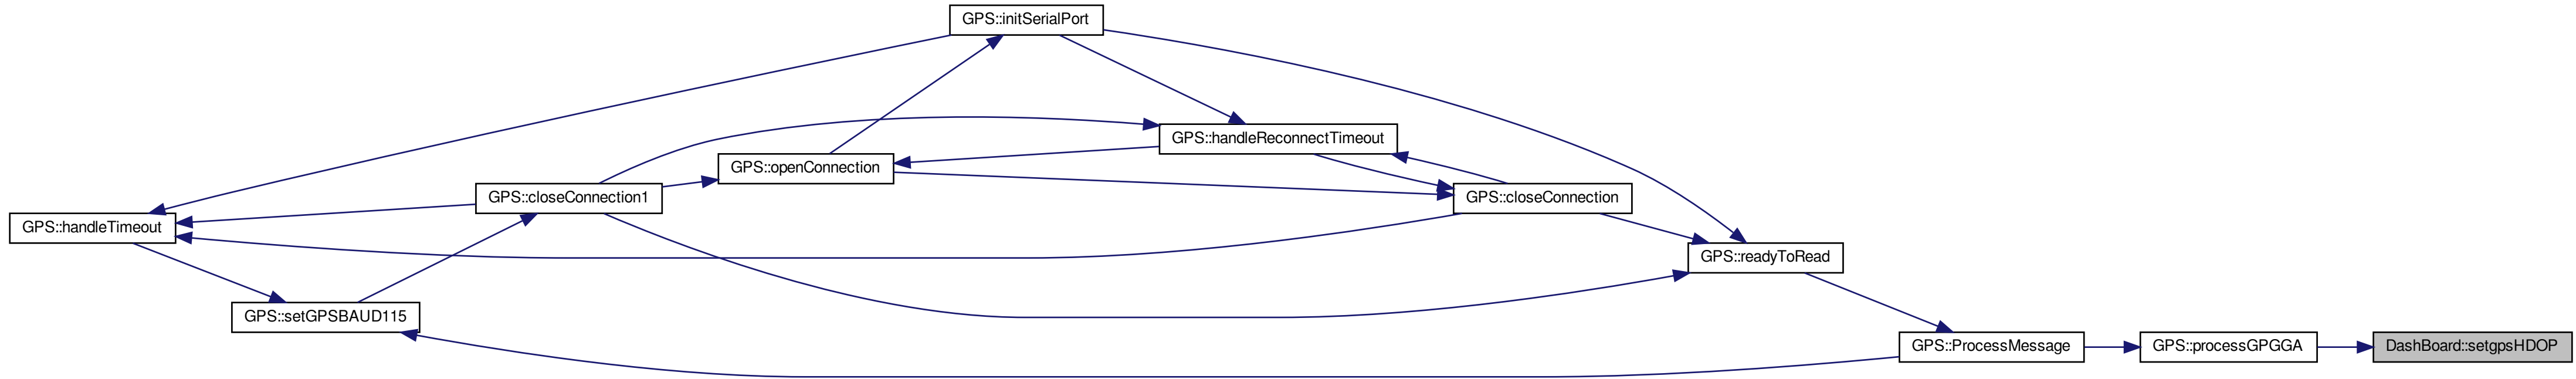 GPS::initSerialPort
GPS::handleReconnectTimeout
GPS::openConnection
GPS::closeConnection1
GPS::closeConnection
GPS::handleTimeout
GPS::readyToRead
GPS::setGPSBAUD115
GPS::ProcessMessage
GPS::processGPGGA
DashBoard::setgpsHDOP